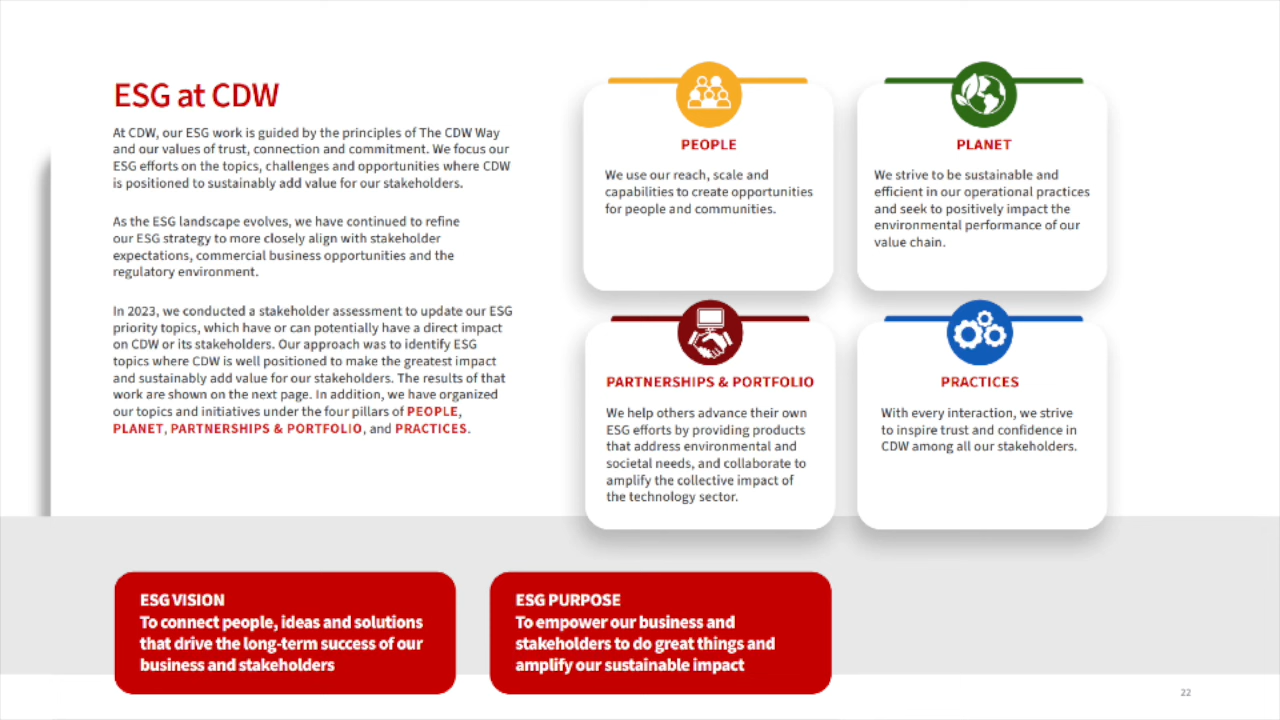 ESG at CDW
At CDW, our ESG work is guided by the principles of The CDW Way
and our values of trust, connection and commitment. We focus our
ESG efforts on the topics, challenges and opportunities where CDW
is positioned to sustainably add value for our stakeholders.
As the ESG landscape evolves, we have continued to refine
our ESG strategy to more closely align with stakeholder
expectations, commercial business opportunities and the
regulatory environment.
In 2023, we conducted a stakeholder assessment to update our ESG
priority topics, which have or can potentially have a direct impact
on CDW or its stakeholders. Our approach was to identify ESG
topics where CDW is well positioned to make the greatest impact
and sustainably add value for our stakeholders. The results of that
work are shown on the next page. In addition, we have organized
our topics and initiatives under the four pillars of PEOPLE,
PLANET, PARTNERSHIPS & PORTFOLIO, and PRACTICES.
PEOPLE
We use our reach, scale and
capabilities to create opportunities
for people and communities.
PLANET
We strive to be sustainable and
efficient in our operational practices
and seek to positively impact the
environmental performance of our
value chain.
PARTNERSHIPS & PORTFOLIO
We help others advance their own
ESG efforts by providing products
that address environmental and
societal needs, and collaborate to
amplify the collective impact of
the technology sector.
PRACTICES
With every interaction, we strive
to inspire trust and confidence in
CDW among all our stakeholders.
ESG VISION
To connect people, ideas and solutions
that drive the long-term success of our
business and stakeholders
ESG PURPOSE
To empower our business and
stakeholders to do great things and
amplify our sustainable impact
22